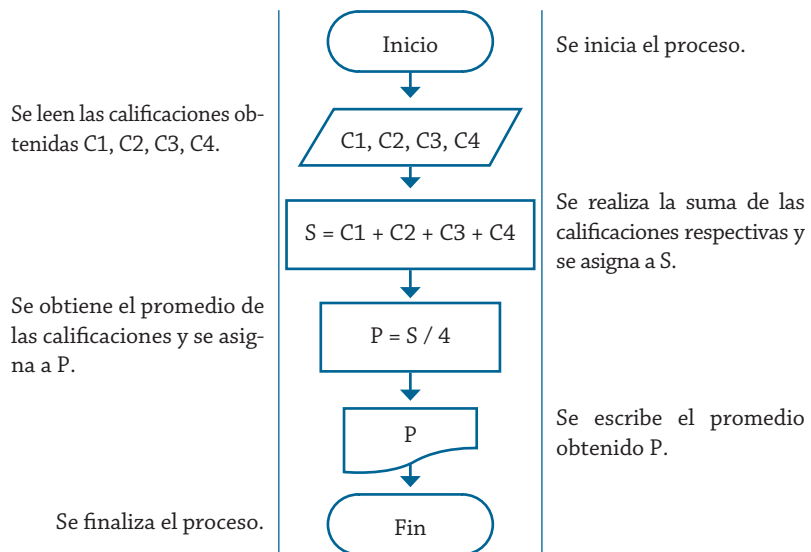 Inicio
Se inicia el proceso.
Se leen las calificaciones ob-
tenidas C1, C2, C3, C4.
C1, C2, C3, C4
S = C1 + C2 + C3 + C4
Se realiza la suma de las
calificaciones respectivas y
se asigna a S.
Se obtiene el promedio de
las calificaciones y se asig-
na a P.
P = S / 4
P
Se escribe el promedio
obtenido P.
Se finaliza el proceso.
Fin